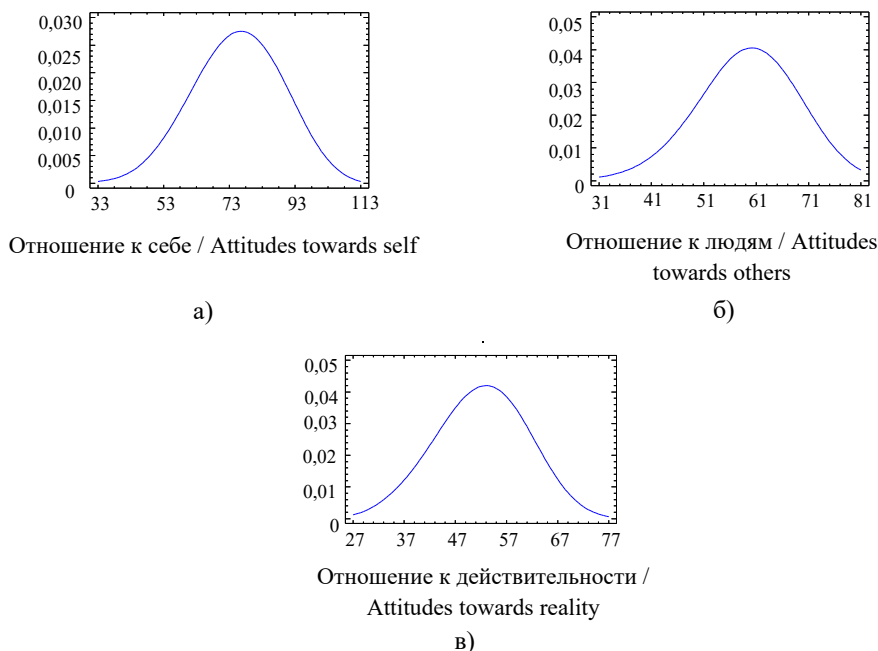 0,030
0,025
0,020
0,015
0,010
0,005
0
33 53 73 93 113
Отношение к себе / Attitudes towards self
а)
0,05
0,04
0,03
0,02
0,01
0
31 41 51 61 71 81
Отношение к людям / Attitudes
towards others
б)
0,05
0,04
0,03
0,02
0,01
0
27 37 47 57 67 77
Отношение к действительности /
Attitudes towards reality
в)